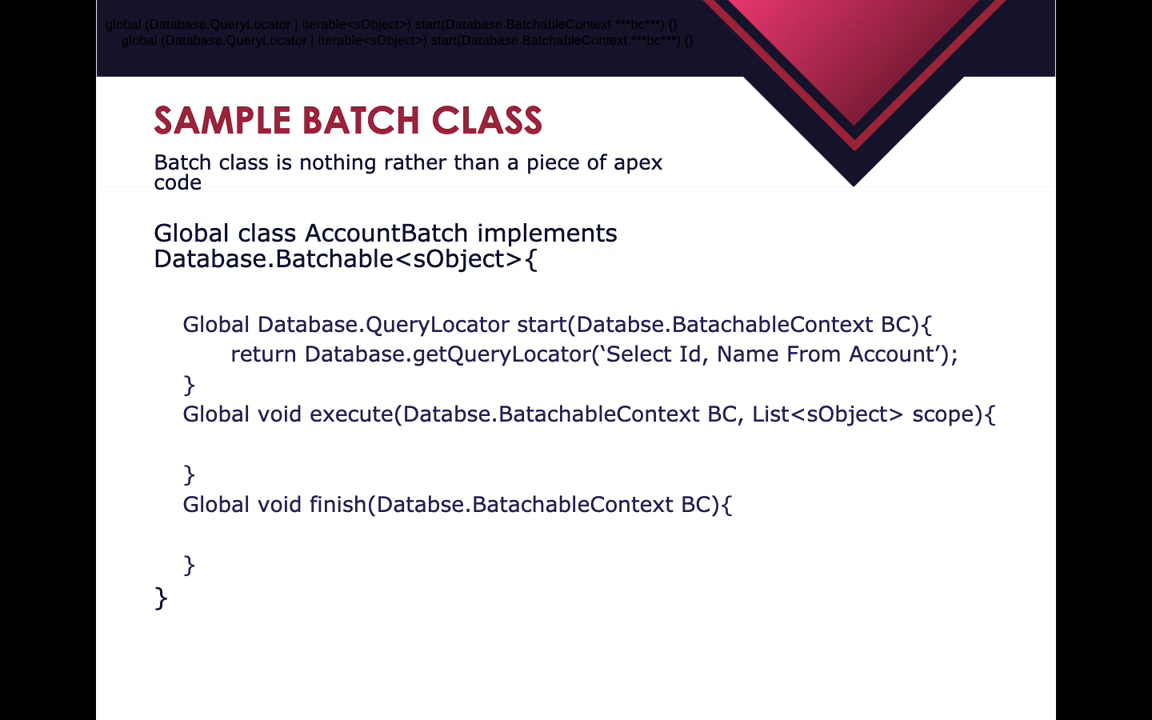 global (Database.QueryLocator | Iterable<sObject>) start(Database.BatchableContext ***bc***) {}
global (Database.QueryLocator | Iterable<sObject>) start(Database.BatchableContext ***bc***) {}
SAMPLE BATCH CLASS
Batch class is nothing rather than a piece of apex
code
Global class AccountBatch implements
Database.Batchable<sObject>{
Global Database.QueryLocator start(Databse.BatachableContext BC){
return Database.getQueryLocator(‘Select Id, Name From Account’);
}
Global void execute(Databse.BatachableContext BC, List<sObject> scope){
}
Global void finish(Databse.BatachableContext BC){
}
}